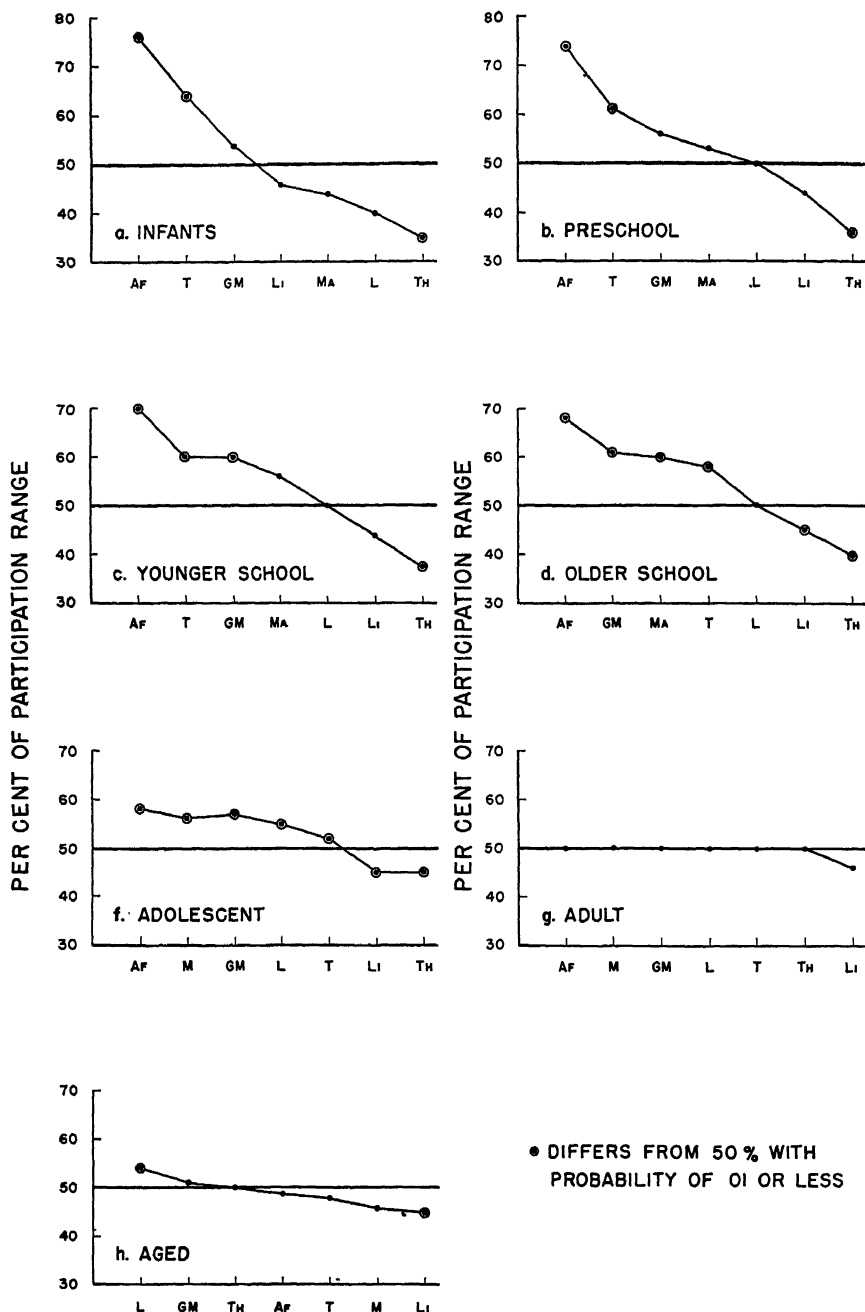 80
70
60
50
40
30
a. INFANTS
AF T GM LI MA L TH
80
70
60
50
40
30
b. PRESCHOOL
AF T GM MA .L LI TH
PER CENT OF PARTICIPATION RANGE
70
60
50
40
30
c. YOUNGER SCHOOL
AF T GM MA L LI TH
PER CENT OF PARTICIPATION RANGE
70
60
50
40
30
d. OLDER SCHOOL
AF GM MA T L LI TH
70
60
50
40
30
f. ADOLESCENT
AF M GM L T LI TH
70
60
50
40
30
g. ADULT
AF M GM L T TH LI
70
60
50
40
30
h. AGED
L GM TH AF T M LI
DIFFERS FROM 50% WITH
PROBABILITY OF 01 OR LESS